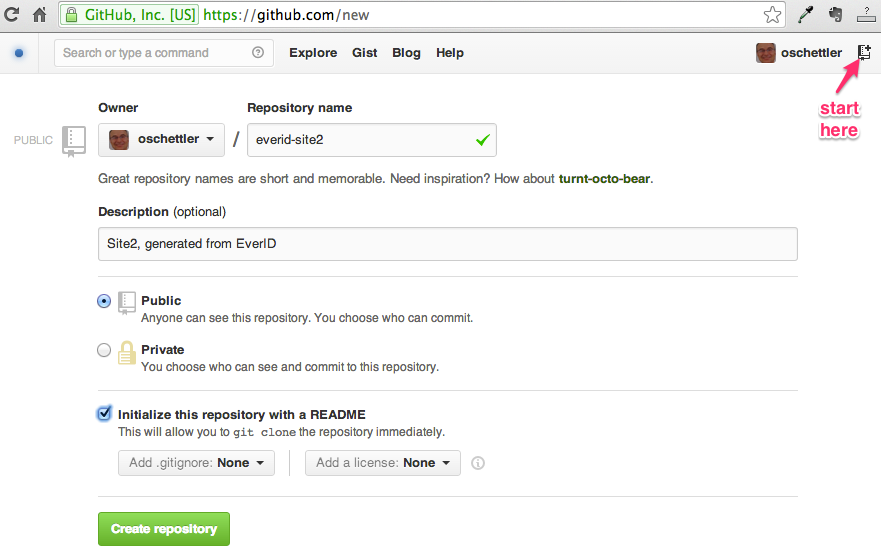 GitHub, Inc. [US] https://github.com/new
Search or type a command Explore Gist Blog Help oschettler
start
here
Owner Repository name
PUBLIC oschettler / everid-site2
Great repository names are short and memorable. Need inspiration? How about turnt-octo-bear.
Description (optional)
Site2, generated from EverID
Public
Anyone can see this repository. You choose who can commit.
Private
You choose who can see and commit to this repository.
Initialize this repository with a README
This will allow you to git clone the repository immediately.
Add .gitignore: None Add a license: None
Create repository